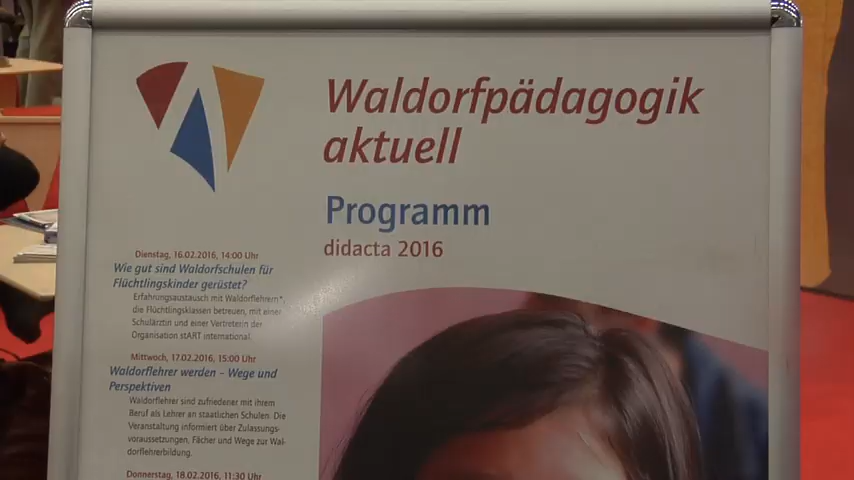 Waldorfpädagogik
aktuell
Programm
didacta 2016
Dienstag, 16.02.2016, 14:00 Uhr
Wie gut sind Waldorfschulen für
Flüchtlingskinder gerüstet?
Erfahrungsaustausch mit Waldorflehrern*,
die Flüchtlingsklassen betreuen, mit einer
Schulärztin und einer Vertreterin der
Organisation stART international.
Mittwoch, 17.02.2016, 15:00 Uhr
Waldorflehrer werden – Wege und
Perspektiven
Waldorflehrer sind zufriedener mit ihrem
Beruf als Lehrer an staatlichen Schulen. Die
Veranstaltung informiert über Zulassungs-
voraussetzungen, Fächer und Wege zur Wal-
dorflehrerbildung.
Donnerstag, 18.02.2016, 11:30 Uhr